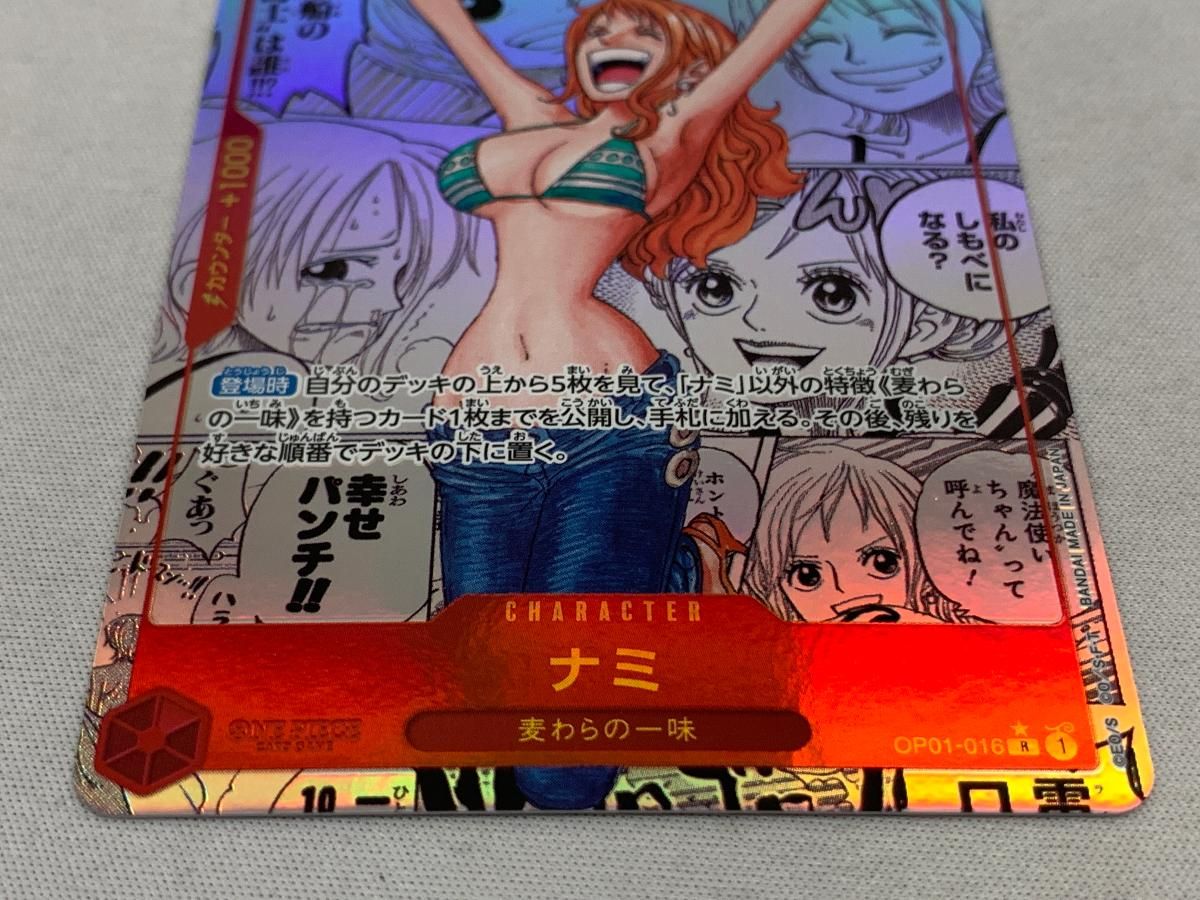 船の
は誰!!?
カウンター +1000
ん♡
私の
しもべに
なる?
登場時 自分のデッキの上から5枚を見て、「ナミ」以外の特徴《麦わら
の一味》を持つカード1枚までを公開し、手札に加える。その後、残りを
好きな順番でデッキの下に置く。
ぐあっ
幸せ
パンチ!!
ホント
魔法使い
ちゃん〟って
呼んでね!
CHARACTER
ナミ
麦わらの一味
ONE PIECE
CARD GAME
OP01-016 R 1
©E.O/S ©O/S・F・T® BANDAI MADE IN JAPAN
10